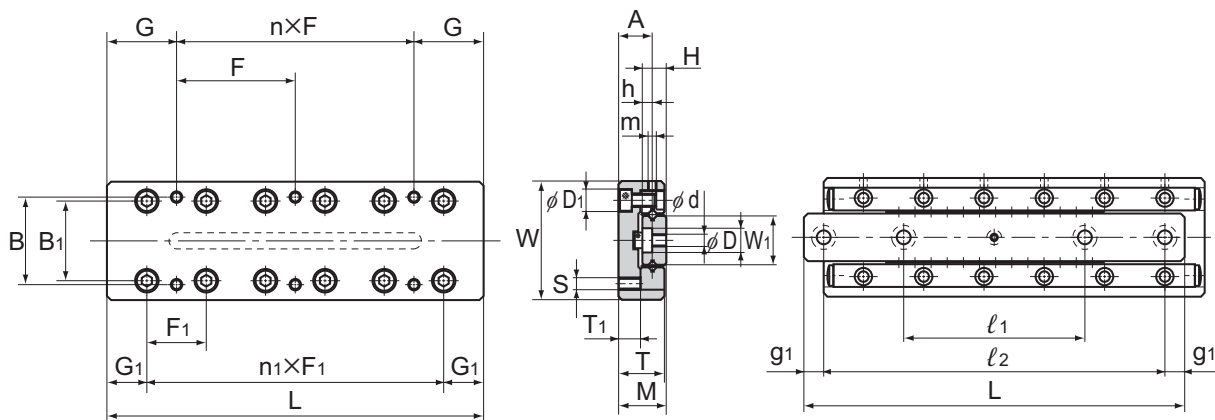 G
n×F
G
F
B
B1
F1
G1
n1×F1
G1
L
A
H
h
m
φD1
φd
W
φD
W1
S
T1
T
M
ℓ1
g1
ℓ2
g1
L